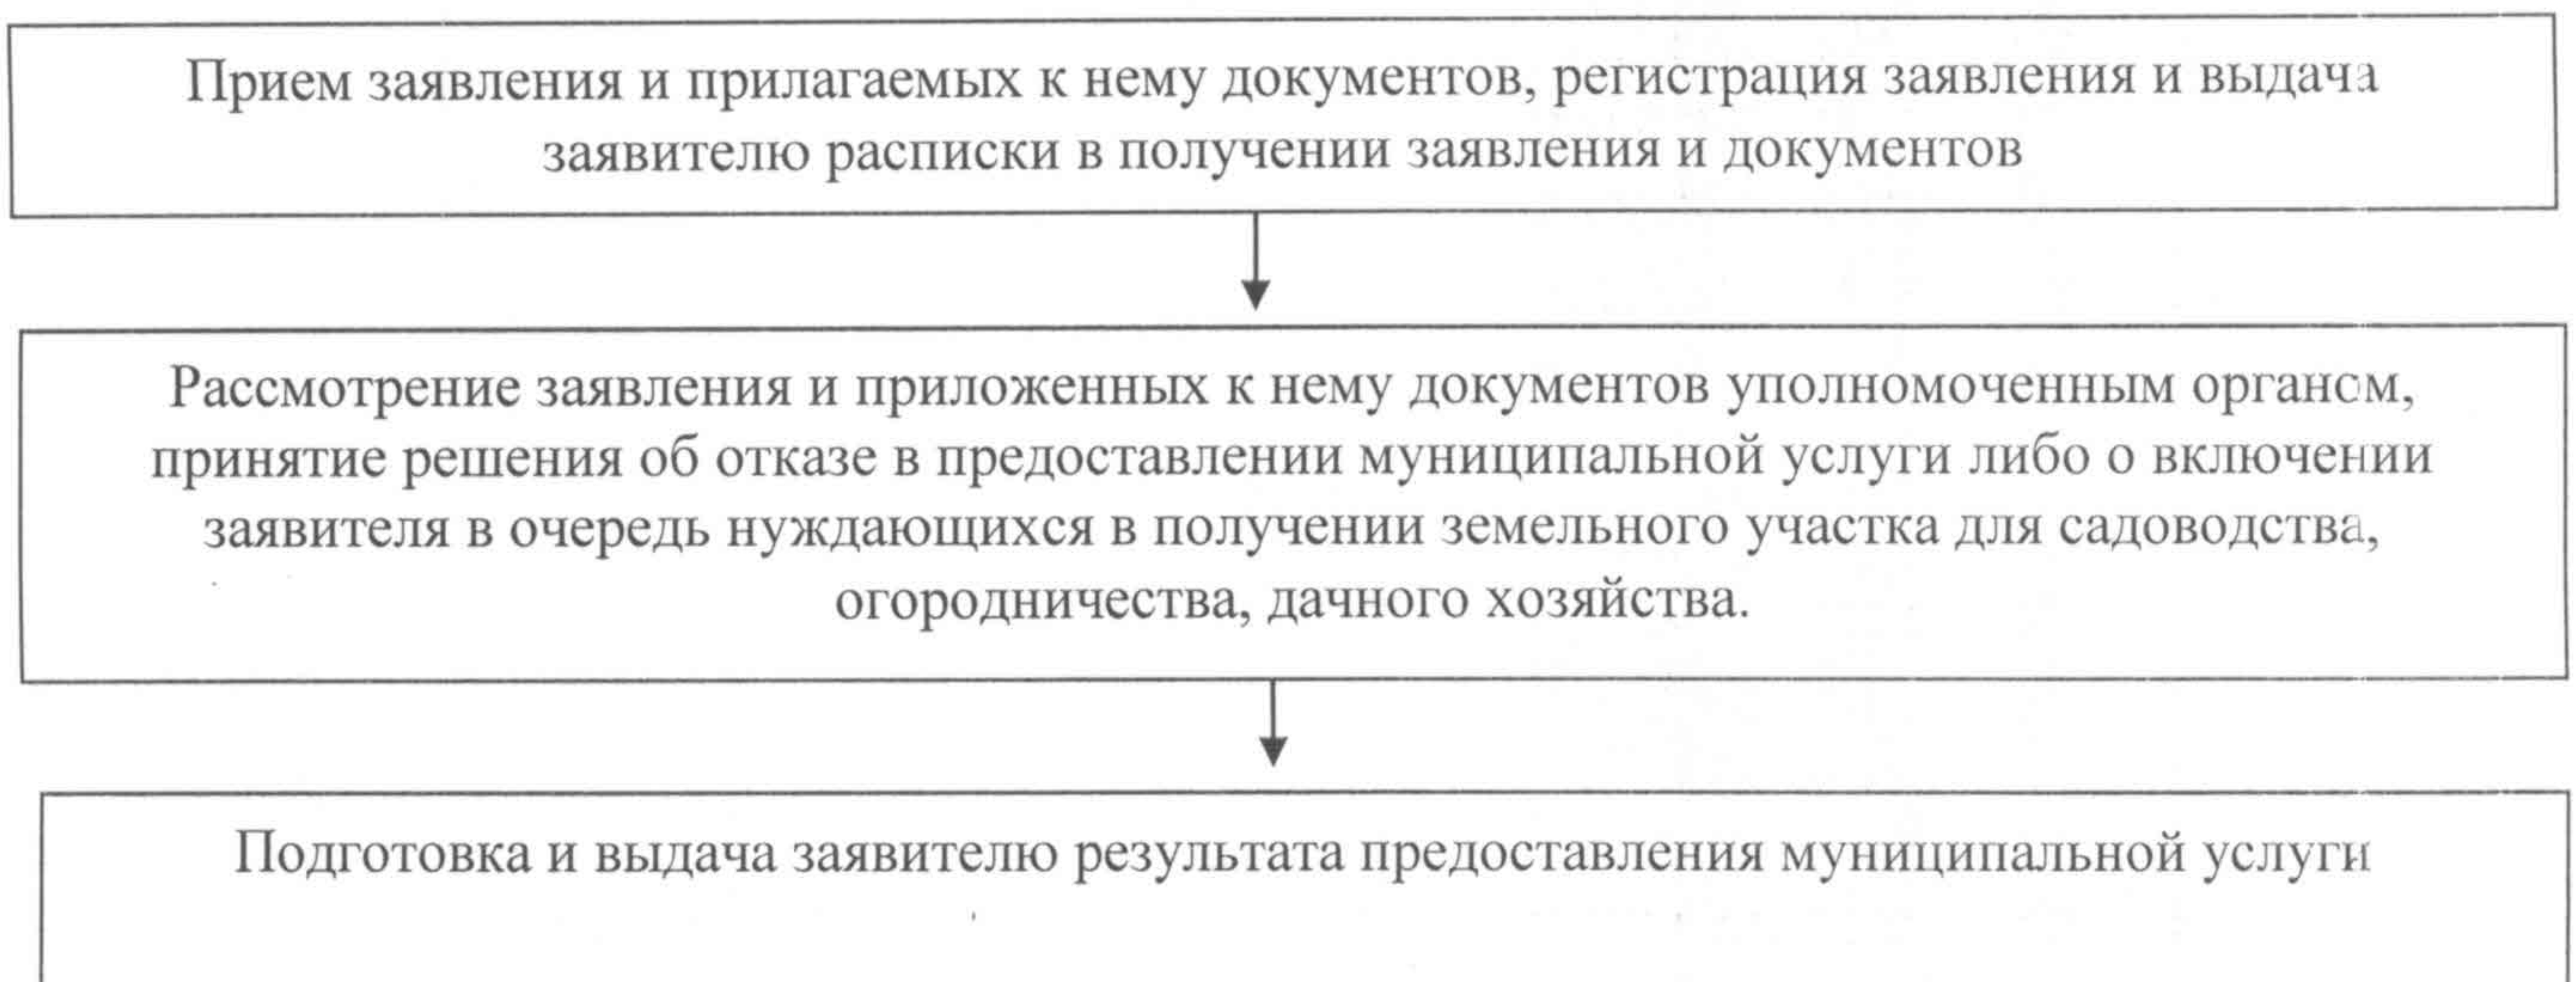 Прием заявления и прилагаемых к нему документов, регистрация заявления и выдача
заявителю расписки в получении заявления и документов
Рассмотрение заявления и приложенных к нему документов уполномоченным органом,
принятие решения об отказе в предоставлении муниципальной услуги либо о включении
заявителя в очередь нуждающихся в получении земельного участка для садоводства,
огородничества, дачного хозяйства.
Подготовка и выдача заявителю результата предоставления муниципальной услуги